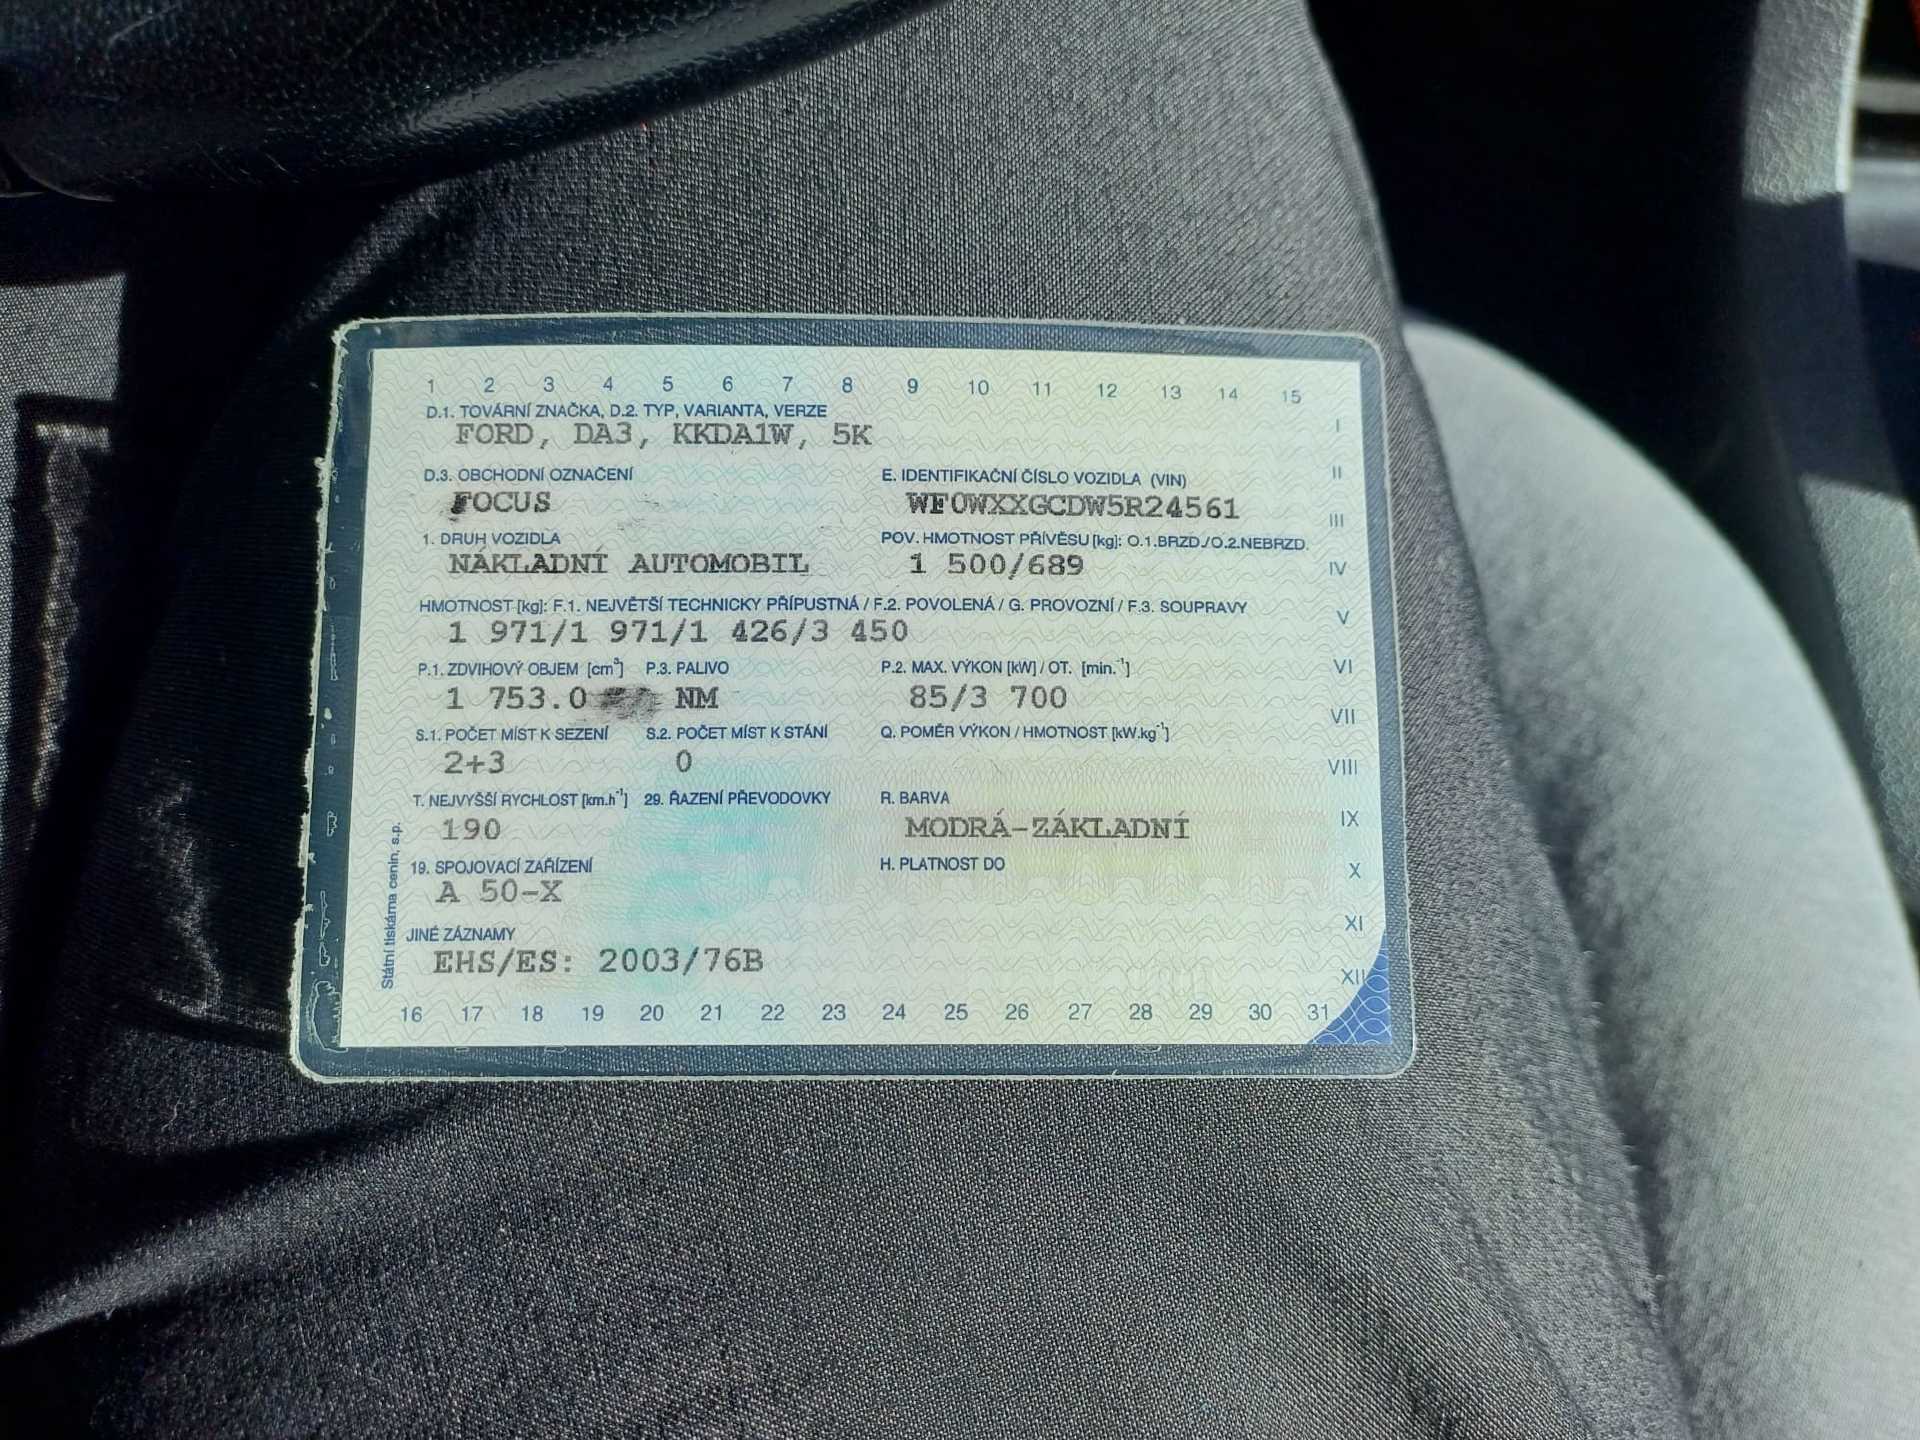 1 2 3 4 5 6 7 8 9 10 11 12 13 14 15
D.1. TOVÁRNÍ ZNAČKA, D.2. TYP, VARIANTA, VERZE
FORD, DA3, KKDA1W, 5K
I
D.3. OBCHODNÍ OZNAČENÍ E. IDENTIFIKAČNÍ ČÍSLO VOZIDLA (VIN) II
FOCUS WF0WXXGCDW5R24561
III
1. DRUH VOZIDLA POV. HMOTNOST PŘÍVĚSU [kg]: O.1.BRZD./O.2.NEBRZD.
NÁKLADNÍ AUTOMOBIL 1 500/689 IV
HMOTNOST [kg]: F.1. NEJVĚTŠÍ TECHNICKY PŘÍPUSTNÁ / F.2. POVOLENÁ / G. PROVOZNÍ / F.3. SOUPRAVY
V
1 971/1 971/1 426/3 450
P.1. ZDVIHOVÝ OBJEM [cm³] P.3. PALIVO P.2. MAX. VÝKON [kW] / OT. [min.⁻¹] VI
1 753.0 NM 85/3 700
VII
S.1. POČET MÍST K SEZENÍ S.2. POČET MÍST K STÁNÍ Q. POMĚR VÝKON / HMOTNOST [kW.kg⁻¹]
2+3 0 VIII
T. NEJVYŠŠÍ RYCHLOST [km.h⁻¹] 29. ŘAZENÍ PŘEVODOVKY R. BARVA
190 MODRÁ-ZÁKLADNÍ IX
19. SPOJOVACÍ ZAŘÍZENÍ H. PLATNOST DO X
A 50-X
XI
JINÉ ZÁZNAMY
EHS/ES: 2003/76B
XII
16 17 18 19 20 21 22 23 24 25 26 27 28 29 30 31
Státní tiskárna cenin, s.p.